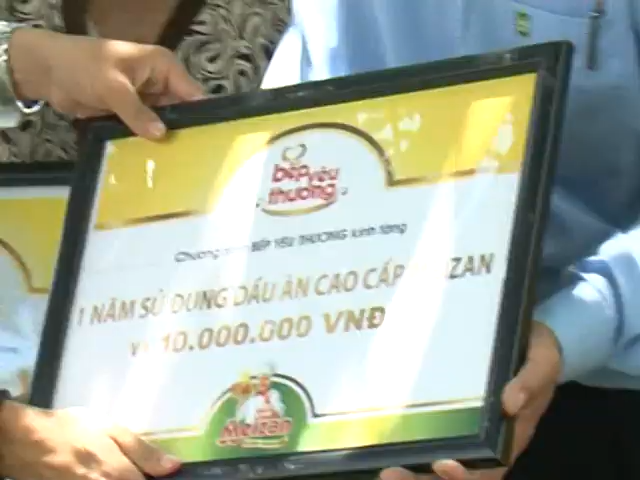 bếp yêu
thương
Chương BẾP YÊU THƯƠNG kính tặng
1 NĂM SỬ DỤNG DẦU ĂN CAO CẤP
10.000.000 VNĐ
Meizan